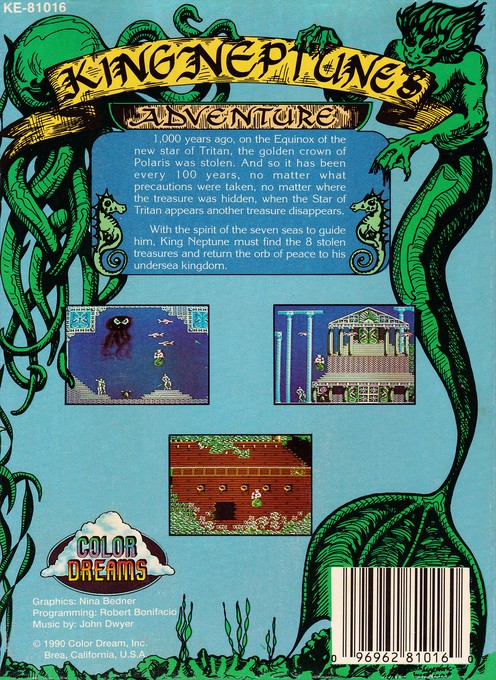 KE-81016
KING NEPTUNE'S
ADVENTURE
1,000 years ago, on the Equinox of the
new star of Tritan, the golden crown of
Polaris was stolen. And so it has been
every 100 years, no matter what
precautions were taken, no matter where
the treasure was hidden, when the Star of
Tritan appears another treasure disappears.
With the spirit of the seven seas to guide
him, King Neptune must find the 8 stolen
treasures and return the orb of peace to his
undersea kingdom.
COLOR
DREAMS
Graphics: Nina Bedner
Programming: Robert Bonifacio
Music by: John Dwyer
© 1990 Color Dream, Inc.
Brea, California, U.S.A.
0 96962 81016 0